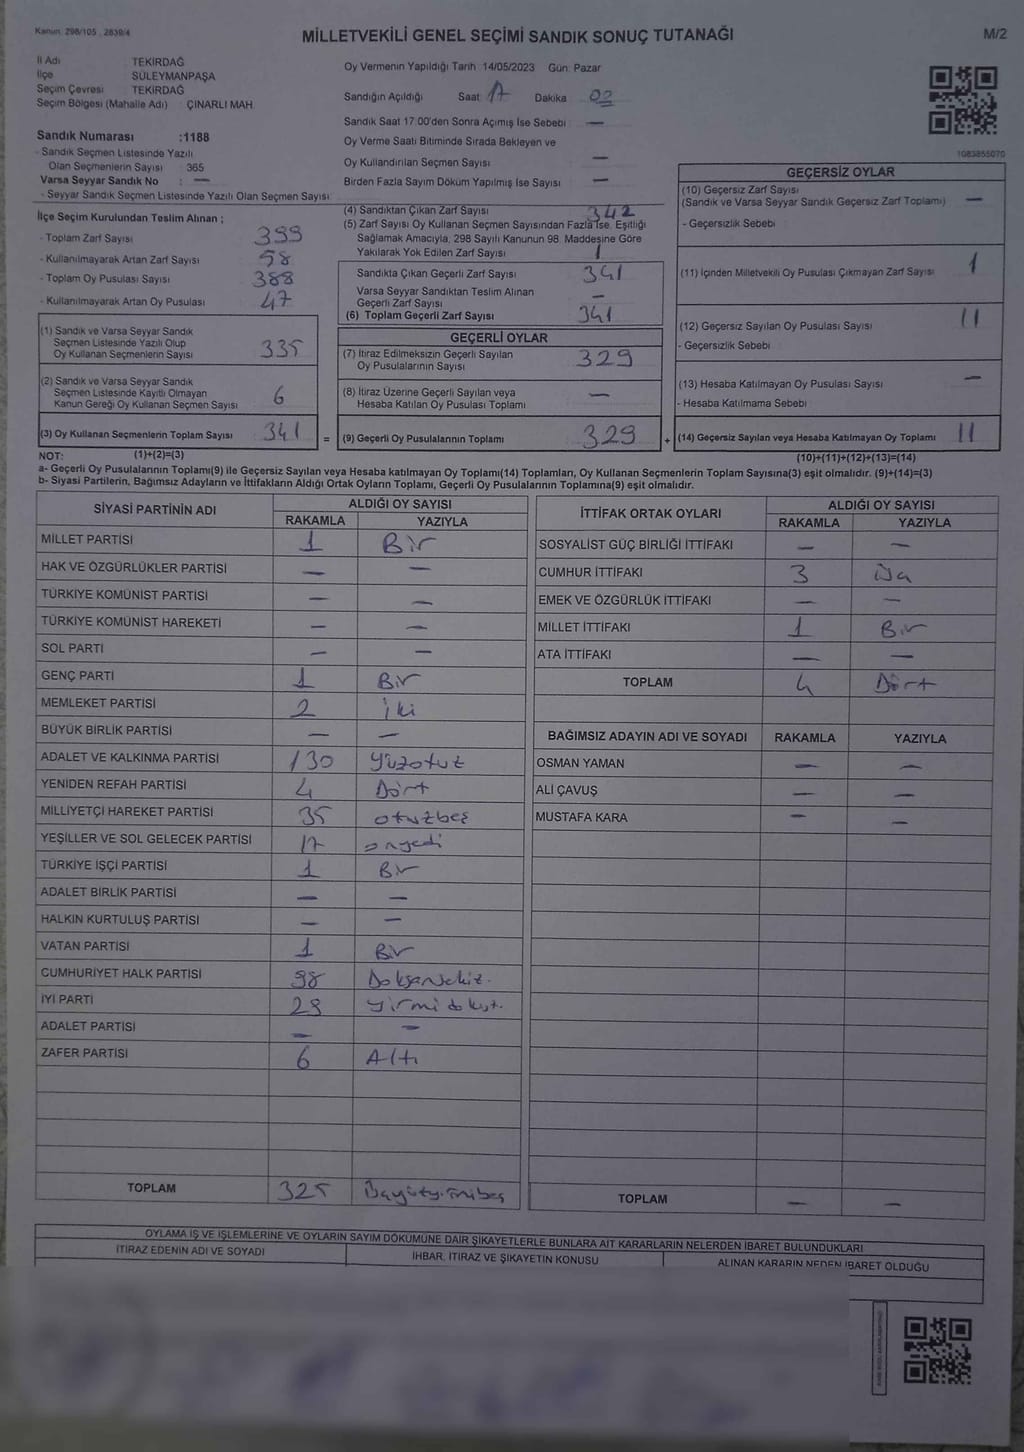 Kanun 298/105, 2839/4
MİLLETVEKİLİ GENEL SEÇİMİ SANDIK SONUÇ TUTANAĞI
M/2
İl Adı : TEKİRDAĞ
İlçe : SÜLEYMANPAŞA
Seçim Çevresi : TEKİRDAĞ
Seçim Bölgesi (Mahalle Adı) : ÇINARLI MAH.
Sandık Numarası :1188
- Sandık Seçmen Listesinde Yazılı
Olan Seçmenlerin Sayısı : 365
Varsa Seyyar Sandık No : —
- Seyyar Sandık Seçmen Listesinde Yazılı Olan Seçmen Sayısı:
Oy Vermenin Yapıldığı Tarih :14/05/2023 Gün: Pazar
Sandığın Açıldığı Saat 17 Dakika 02
Sandık Saat 17:00'den Sonra Açılmış İse Sebebi : —
Oy Verme Saati Bitiminde Sırada Bekleyen ve
Oy Kullandırılan Seçmen Sayısı —
Birden Fazla Sayım Döküm Yapılmış İse Sayısı —
1083855070
İlçe Seçim Kurulundan Teslim Alınan ;
- Toplam Zarf Sayısı 399
- Kullanılmayarak Artan Zarf Sayısı 58
- Toplam Oy Pusulası Sayısı 388
- Kullanılmayarak Artan Oy Pusulası 47
(1) Sandık ve Varsa Seyyar Sandık
Seçmen Listesinde Yazılı Olup
Oy Kullanan Seçmenlerin Sayısı 335
(2) Sandık ve Varsa Seyyar Sandık
Seçmen Listesinde Kayıtlı Olmayan
Kanun Gereği Oy Kullanan Seçmen Sayısı 6
(3) Oy Kullanan Seçmenlerin Toplam Sayısı 341 =
(4) Sandıktan Çıkan Zarf Sayısı 342
(5) Zarf Sayısı Oy Kullanan Seçmen Sayısından Fazla İse, Eşitliği
Sağlamak Amacıyla, 298 Sayılı Kanunun 98. Maddesine Göre
Yakılarak Yok Edilen Zarf Sayısı 1
Sandıkta Çıkan Geçerli Zarf Sayısı 341
Varsa Seyyar Sandıktan Teslim Alınan
Geçerli Zarf Sayısı —
(6) Toplam Geçerli Zarf Sayısı 341
GEÇERLİ OYLAR
(7) İtiraz Edilmeksizin Geçerli Sayılan
Oy Pusulalarının Sayısı 329
(8) İtiraz Üzerine Geçerli Sayılan veya
Hesaba Katılan Oy Pusulası Toplamı —
(9) Geçerli Oy Pusulalarının Toplamı 329 +
GEÇERSİZ OYLAR
(10) Geçersiz Zarf Sayısı
(Sandık ve Varsa Seyyar Sandık Geçersiz Zarf Toplamı) —
- Geçersizlik Sebebi :
(11) İçinden Milletvekili Oy Pusulası Çıkmayan Zarf Sayısı 1
(12) Geçersiz Sayılan Oy Pusulası Sayısı 11
- Geçersizlik Sebebi :
(13) Hesaba Katılmayan Oy Pusulası Sayısı —
- Hesaba Katılmama Sebebi :
(14) Geçersiz Sayılan veya Hesaba Katılmayan Oy Toplamı 11
NOT: (1)+(2)=(3) (10)+(11)+(12)+(13)=(14)
a- Geçerli Oy Pusulalarının Toplamı(9) ile Geçersiz Sayılan veya Hesaba katılmayan Oy Toplamı(14) Toplamları, Oy Kullanan Seçmenlerin Toplam Sayısına(3) eşit olmalıdır. (9)+(14)=(3)
b- Siyasi Partilerin, Bağımsız Adayların ve İttifakların Aldığı Ortak Oyların Toplamı, Geçerli Oy Pusulalarının Toplamına(9) eşit olmalıdır.
SİYASİ PARTİNİN ADI ALDIĞI OY SAYISI
RAKAMLA YAZIYLA
MİLLET PARTİSİ 1 Bir
HAK VE ÖZGÜRLÜKLER PARTİSİ — —
TÜRKİYE KOMÜNİST PARTİSİ — —
TÜRKİYE KOMÜNİST HAREKETİ — —
SOL PARTİ — —
GENÇ PARTİ 1 Bir
MEMLEKET PARTİSİ 2 iki
BÜYÜK BİRLİK PARTİSİ — —
ADALET VE KALKINMA PARTİSİ 130 yüzotuz
YENİDEN REFAH PARTİSİ 4 Dört
MİLLİYETÇİ HAREKET PARTİSİ 35 otuzbeş
YEŞİLLER VE SOL GELECEK PARTİSİ 17 onyedi
TÜRKİYE İŞÇİ PARTİSİ 1 Bir
ADALET BİRLİK PARTİSİ — —
HALKIN KURTULUŞ PARTİSİ — —
VATAN PARTİSİ 1 Bir
CUMHURİYET HALK PARTİSİ 98 Doksansekiz.
İYİ PARTİ 29 yirmidokuz.
ADALET PARTİSİ — —
ZAFER PARTİSİ 6 Altı
TOPLAM 325 Üçyüzyirmibeş
İTTİFAK ORTAK OYLARI ALDIĞI OY SAYISI
RAKAMLA YAZIYLA
SOSYALİST GÜÇ BİRLİĞİ İTTİFAKI — —
CUMHUR İTTİFAKI 3 Üç
EMEK VE ÖZGÜRLÜK İTTİFAKI — —
MİLLET İTTİFAKI 1 Bir
ATA İTTİFAKI — —
TOPLAM 4 Dört
BAĞIMSIZ ADAYIN ADI VE SOYADI RAKAMLA YAZIYLA
OSMAN YAMAN — —
ALİ ÇAVUŞ — —
MUSTAFA KARA — —
TOPLAM — —
OYLAMA İŞ VE İŞLEMLERİNE VE OYLARIN SAYIM DÖKÜMÜNE DAİR ŞİKAYETLERLE BUNLARA AİT KARARLARIN NELERDEN İBARET BULUNDUKLARI
İTİRAZ EDENİN ADI VE SOYADI İHBAR, İTİRAZ VE ŞİKAYETİN KONUSU ALINAN KARARIN NEDEN İBARET OLDUĞU